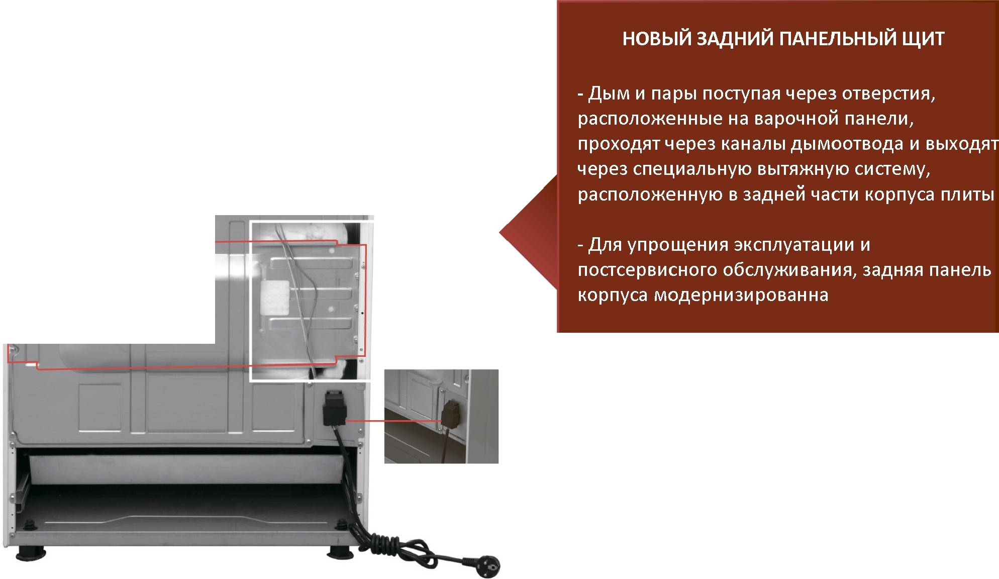 НОВЫЙ ЗАДНИЙ ПАНЕЛЬНЫЙ ЩИТ
- Дым и пары поступая через отверстия,
расположенные на варочной панели,
проходят через каналы дымоотвода и выходят
через специальную вытяжную систему,
расположенную в задней части корпуса плиты
- Для упрощения эксплуатации и
постсервисного обслуживания, задняя панель
корпуса модернизированна